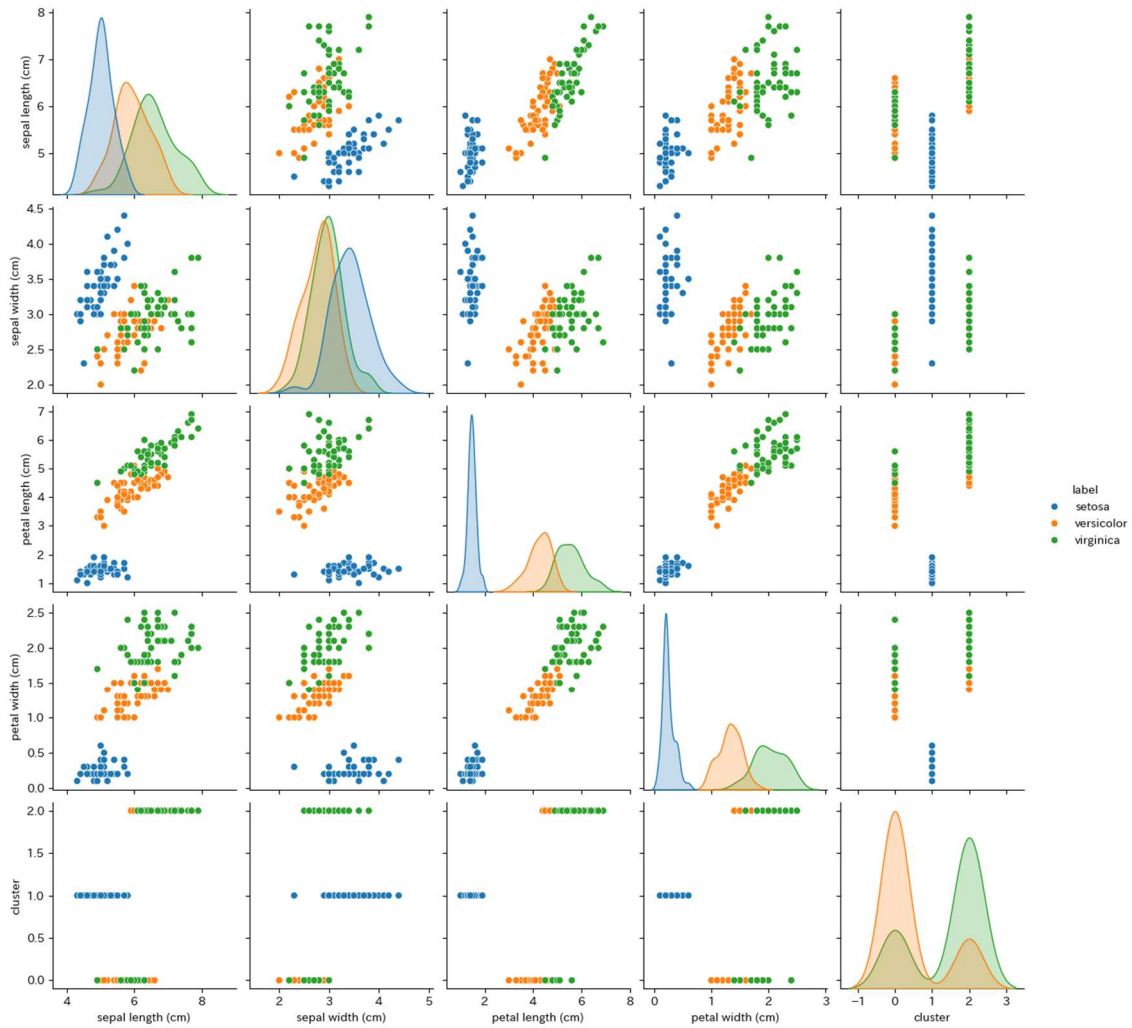 8
7
6
5
sepal length (cm)
4.5
4.0
3.5
3.0
2.5
2.0
sepal width (cm)
7
6
5
4
3
2
1
petal length (cm)
label
setosa
versicolor
virginica
2.5
2.0
1.5
1.0
0.5
0.0
petal width (cm)
2.0
1.5
1.0
0.5
0.0
cluster
4 6 8
2 3 4 5
2 4 6 8
0 1 2 3
−1 0 1 2 3
sepal length (cm)
sepal width (cm)
petal length (cm)
petal width (cm)
cluster